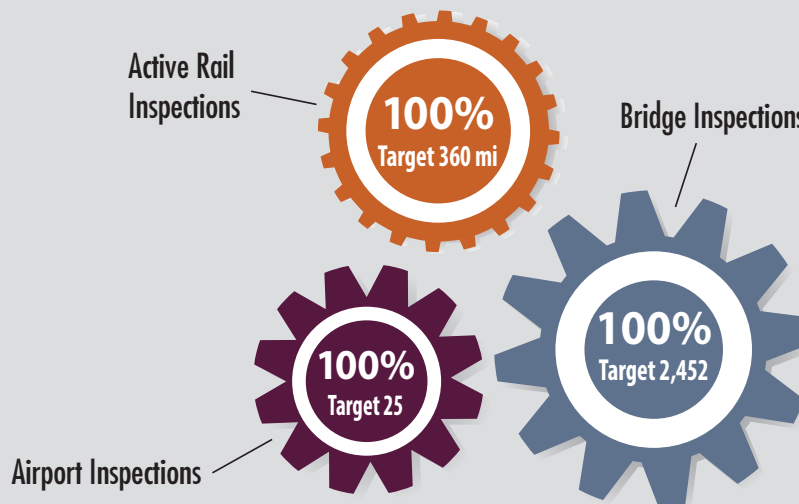 Active Rail
Inspections
100%
Target 360 mi
Bridge Inspections
100%
Target 2,452
100%
Target 25
Airport Inspections